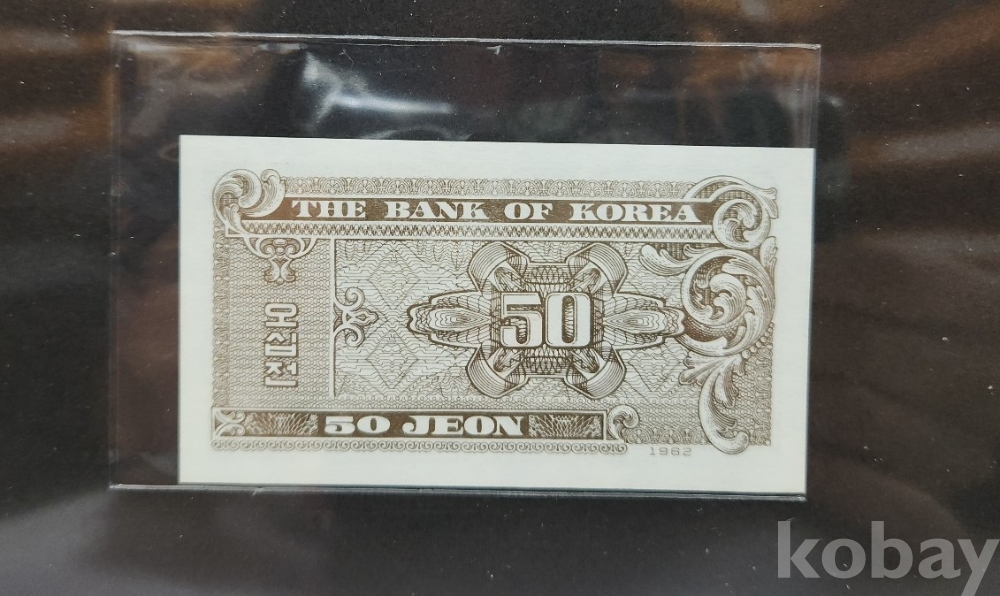 THE BANK OF KOREA
오십전
50
50 JEON
1962
kobay